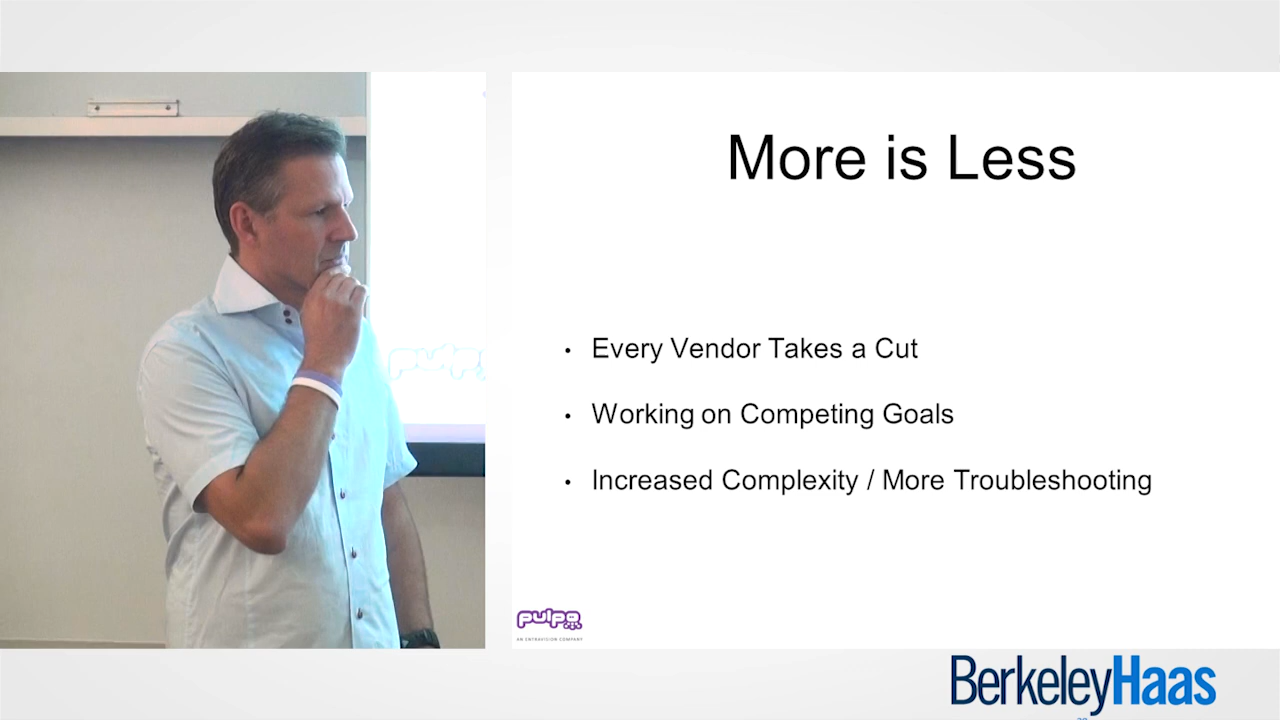 More is Less
• Every Vendor Takes a Cut
• Working on Competing Goals
• Increased Complexity / More Troubleshooting
pulpo
pulpo
AN ENTRAVISION COMPANY
BerkeleyHaas